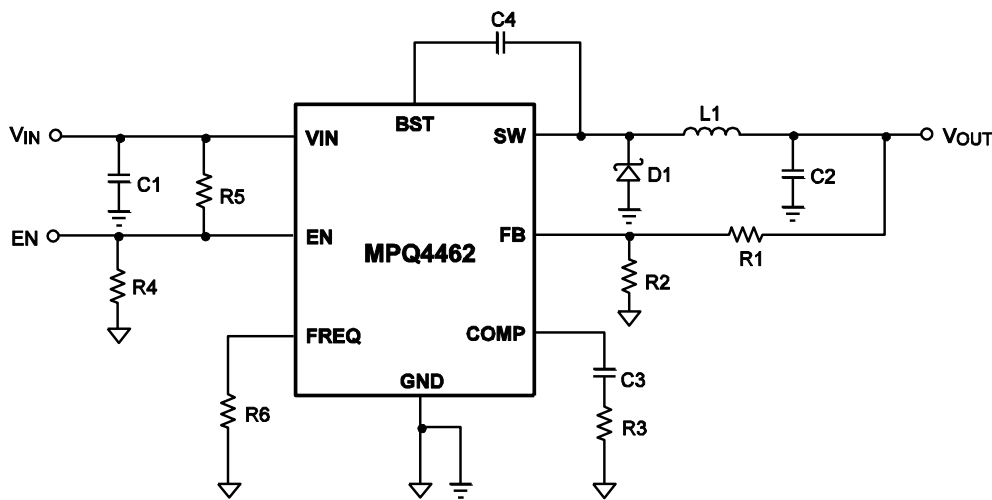 C4
VIN
VIN
BST
SW
L1
VOUT
C1
R5
D1
C2
EN
EN
FB
MPQ4462
R1
R4
R2
FREQ
COMP
GND
C3
R6
R3